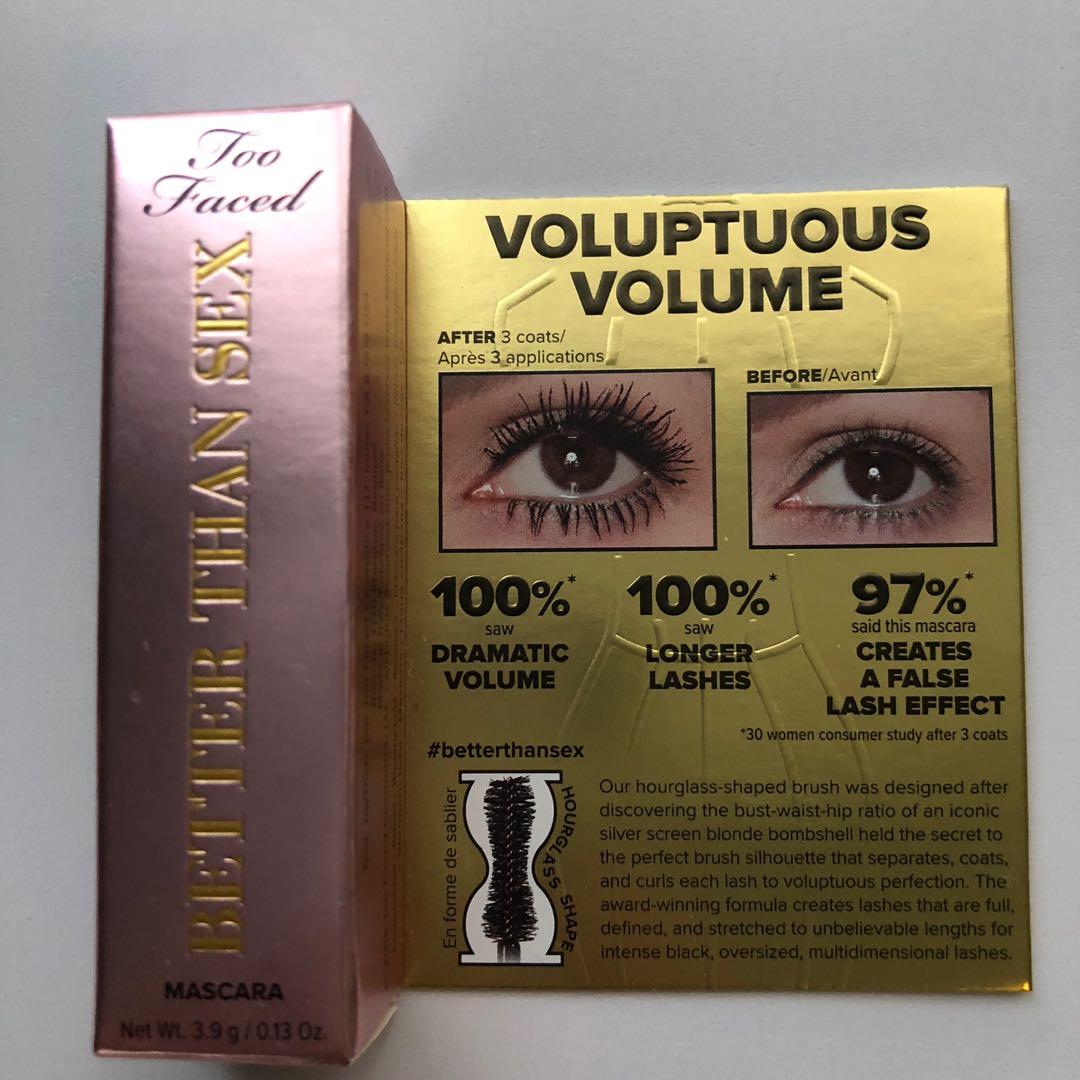 Too
Faced
BETTER THAN SEX
MASCARA
Net Wt. 3.9 g / 0.13 Oz.
VOLUPTUOUS
VOLUME
AFTER 3 coats/
Après 3 applications
BEFORE/Avant
100%*
saw
DRAMATIC
VOLUME
100%*
saw
LONGER
LASHES
97%*
said this mascara
CREATES
A FALSE
LASH EFFECT
*30 women consumer study after 3 coats
#betterthansex
En forme de sablier
HOURGLASS SHAPE
Our hourglass-shaped brush was designed after
discovering the bust-waist-hip ratio of an iconic
silver screen blonde bombshell held the secret to
the perfect brush silhouette that separates, coats,
and curls each lash to voluptuous perfection. The
award-winning formula creates lashes that are full,
defined, and stretched to unbelievable lengths for
intense black, oversized, multidimensional lashes.